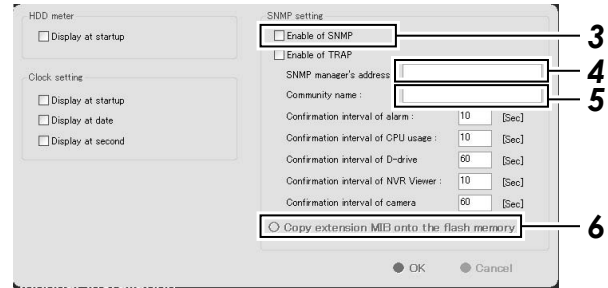 HDD meter
Display at startup
Clock setting
Display at startup
Display at date
Display at second
SNMP setting
Enable of SNMP
Enable of TRAP
SNMP manager's address
Community name :
Confirmation interval of alarm : 10 [Sec]
Confirmation interval of CPU usage : 10 [Sec]
Confirmation interval of D-drive 60 [Sec]
Confirmation interval of NVR Viewer : 10 [Sec]
Confirmation interval of camera 60 [Sec]
Copy extension MIB onto the flash memory
OK Cancel
3
4
5
6